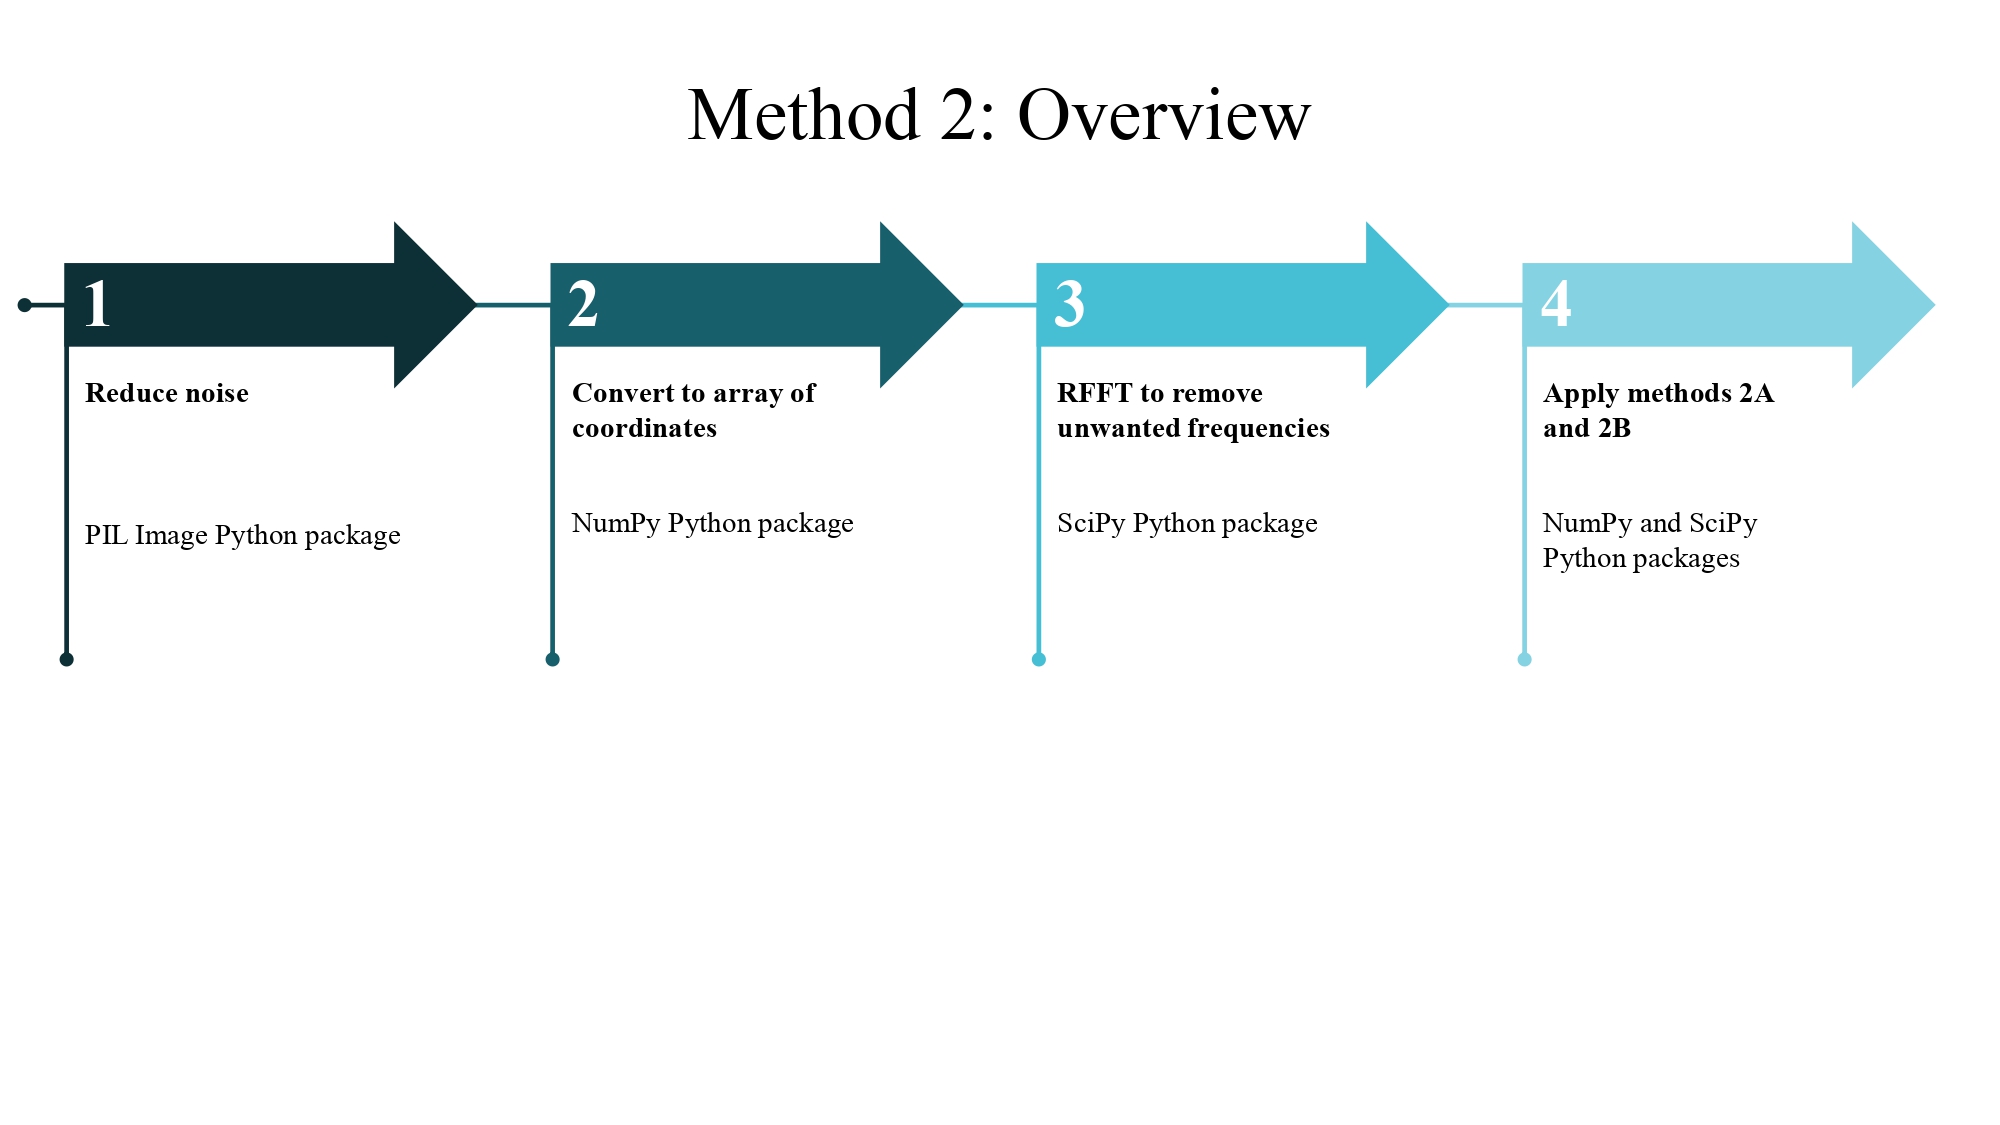 Method 2: Overview
1
Reduce noise
PIL Image Python package
2
Convert to array of
coordinates
NumPy Python package
3
RFFT to remove
unwanted frequencies
SciPy Python package
4
Apply methods 2A
and 2B
NumPy and SciPy
Python packages